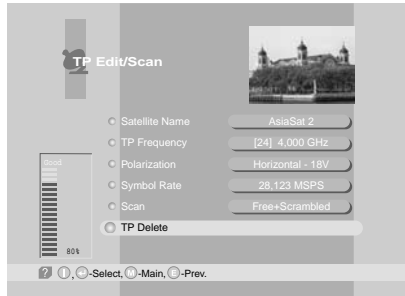 TP Edit/Scan
Satellite Name AsiaSat 2
TP Frequency [24] 4,000 GHz
Polarization Horizontal - 18V
Symbol Rate 28,123 MSPS
Scan Free+Scrambled
TP Delete
Good
80%
? , -Select, M -Main, E -Prev.